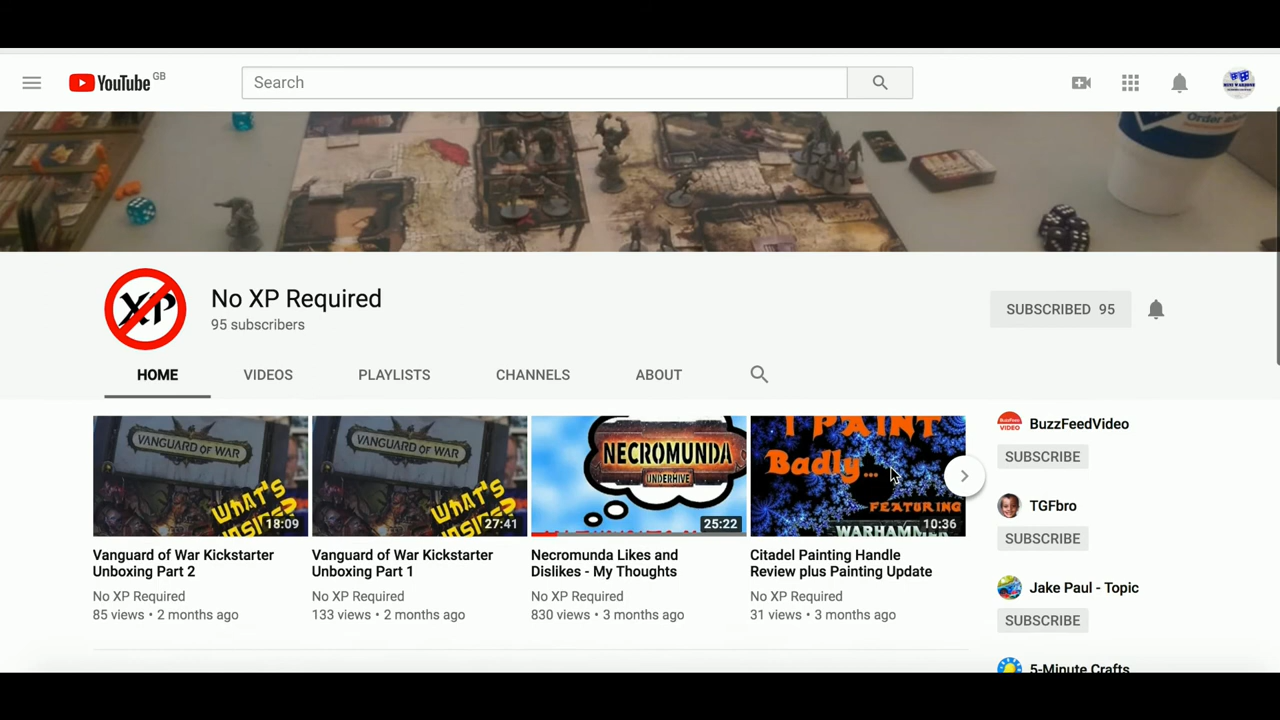 YouTube GB
Search
Order
XP
No XP Required
95 subscribers
SUBSCRIBED 95
HOME
VIDEOS
PLAYLISTS
CHANNELS
ABOUT
VANGUARD OF WAR
WHAT'S
INSIDE?
18:09
Vanguard of War Kickstarter
Unboxing Part 2
No XP Required
85 views • 2 months ago
VANGUARD OF WAR
WHAT'S
INSIDE?
27:41
Vanguard of War Kickstarter
Unboxing Part 1
No XP Required
133 views • 2 months ago
NECROMUNDA
UNDERHIVE
25:22
Necromunda Likes and
Dislikes - My Thoughts
No XP Required
830 views • 3 months ago
I PAINT
Badly...
FEATURING
10:36
WARHAMMER
Citadel Painting Handle
Review plus Painting Update
No XP Required
31 views • 3 months ago
BuzzFeedVideo
SUBSCRIBE
TGFbro
SUBSCRIBE
Jake Paul - Topic
SUBSCRIBE
5-Minute Crafts